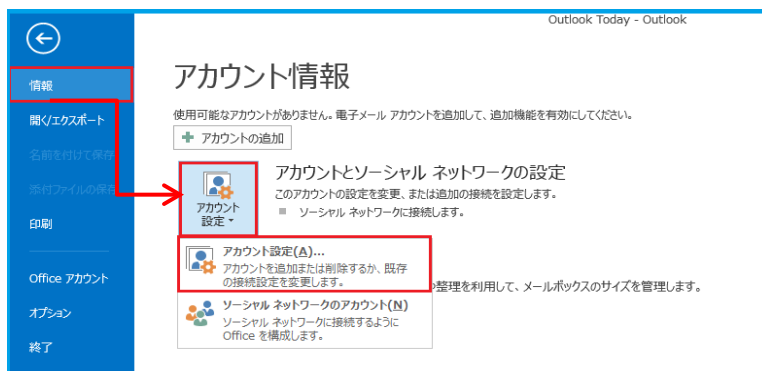 Outlook Today - Outlook
情報
開く/エクスポート
名前を付けて保存
添付ファイルの保存
印刷
Office アカウント
オプション
終了
アカウント情報
使用可能なアカウントがありません。電子メール アカウントを追加して、追加機能を有効にしてください。
アカウントの追加
アカウント
設定
アカウントとソーシャル ネットワークの設定
このアカウントの設定を変更、または追加の接続を設定します。
ソーシャル ネットワークに接続します。
アカウント設定(A)...
アカウントを追加または削除するか、既存
の接続設定を変更します。
整理を利用して、メールボックスのサイズを管理します。
ソーシャル ネットワークのアカウント(N)
ソーシャル ネットワークに接続するように
Office を構成します。